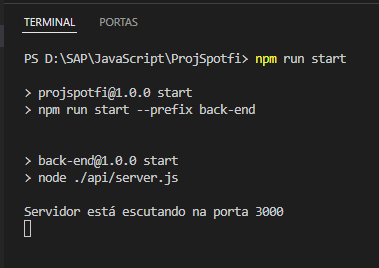 TERMINAL PORTAS
PS D:\SAP\JavaScript\ProjSpotfi> npm run start
> projspotfi@1.0.0 start
> npm run start --prefix back-end
> back-end@1.0.0 start
> node ./api/server.js
Servidor está escutando na porta 3000